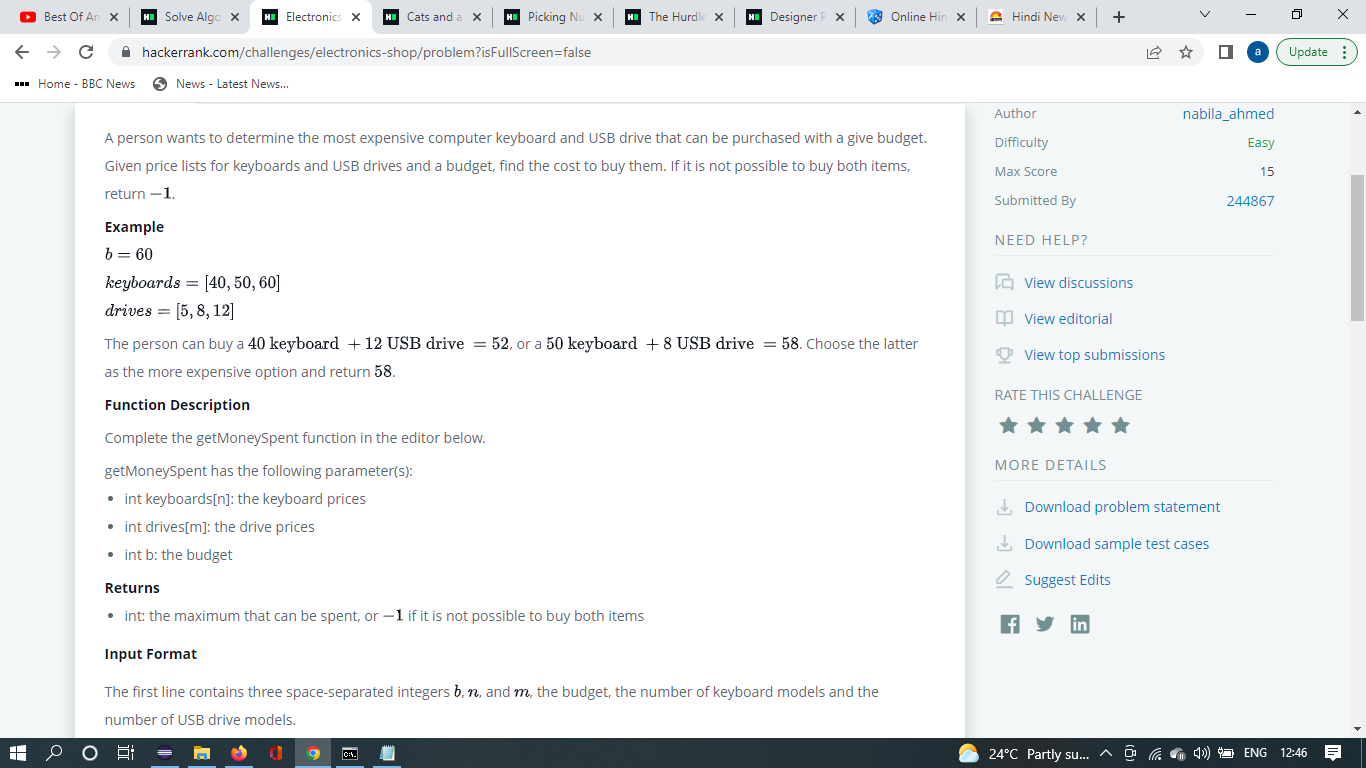 Best Of An
Solve Algo
Electronics
Cats and a
Picking Nu
The Hurdle
Designer P
Online Hin
Hindi New
hackerrank.com/challenges/electronics-shop/problem?isFullScreen=false
a
Update
Home - BBC News
News - Latest News...
A person wants to determine the most expensive computer keyboard and USB drive that can be purchased with a give budget.
Given price lists for keyboards and USB drives and a budget, find the cost to buy them. If it is not possible to buy both items,
return −1.
Example
b = 60
keyboards = [40, 50, 60]
drives = [5, 8, 12]
The person can buy a 40 keyboard + 12 USB drive = 52, or a 50 keyboard + 8 USB drive = 58. Choose the latter
as the more expensive option and return 58.
Function Description
Complete the getMoneySpent function in the editor below.
getMoneySpent has the following parameter(s):
• int keyboards[n]: the keyboard prices
• int drives[m]: the drive prices
• int b: the budget
Returns
• int: the maximum that can be spent, or −1 if it is not possible to buy both items
Input Format
The first line contains three space-separated integers b, n, and m, the budget, the number of keyboard models and the
number of USB drive models.
Author nabila_ahmed
Difficulty Easy
Max Score 15
Submitted By 244867
NEED HELP?
View discussions
View editorial
View top submissions
RATE THIS CHALLENGE
MORE DETAILS
Download problem statement
Download sample test cases
Suggest Edits
24°C Partly su... ENG 12:46